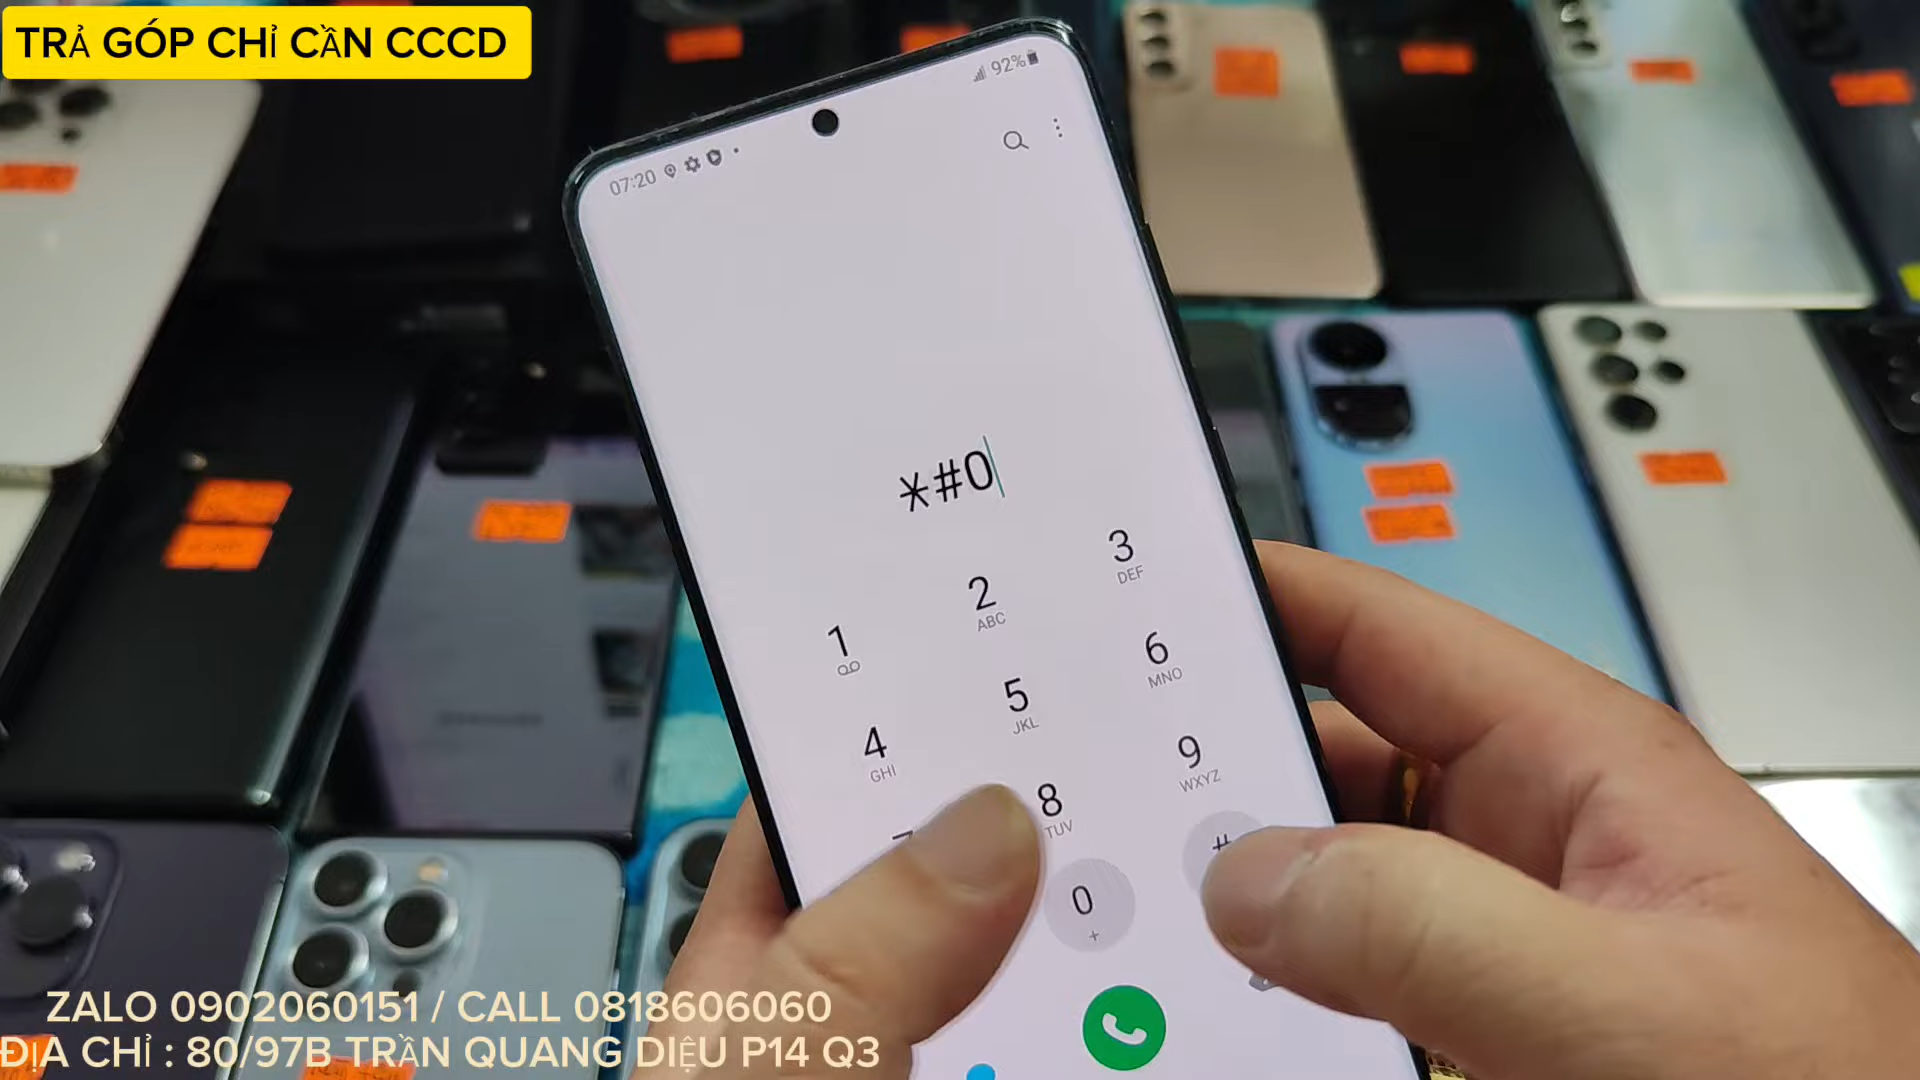 TRẢ GÓP CHỈ CẦN CCCD
92%
07:20
*#0
1
2
ABC
3
DEF
4
GHI
5
JKL
6
MNO
8
TUV
9
WXYZ
0
+
#
ZALO 0902060151 / CALL 0818606060
ĐỊA CHỈ : 80/97B TRẦN QUANG DIỆU P14 Q3